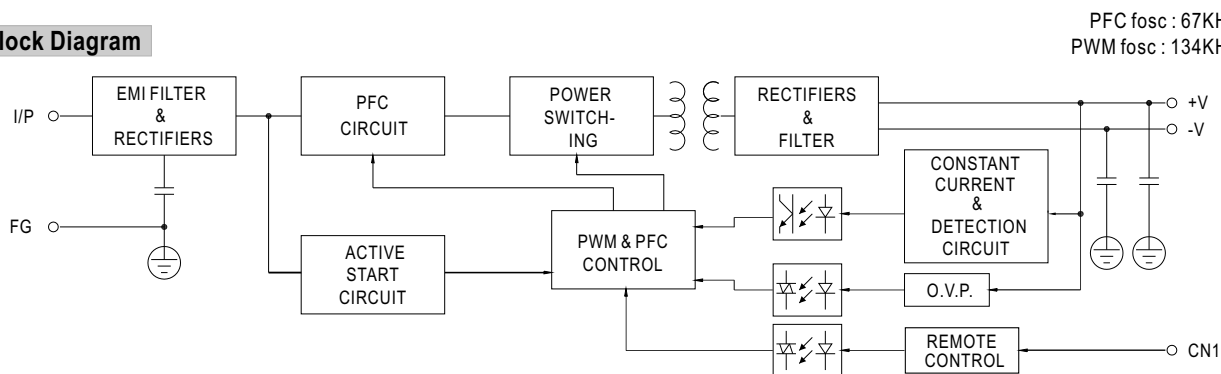 PFC fosc : 67KH
lock Diagram
PWM fosc : 134KH
EMI FILTER
&
RECTIFIERS
PFC
CIRCUIT
POWER
SWITCH-
ING
RECTIFIERS
&
FILTER
I/P
+V
-V
CONSTANT
CURRENT
&
DETECTION
CIRCUIT
FG
ACTIVE
START
CIRCUIT
PWM & PFC
CONTROL
O.V.P.
REMOTE
CONTROL
CN1